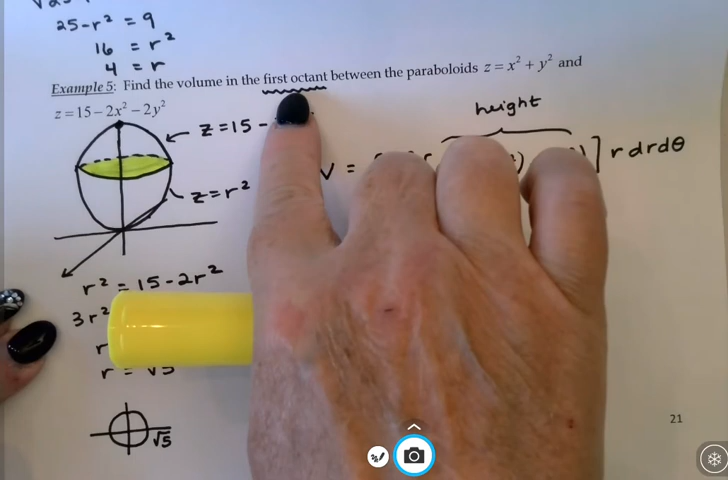 25 - r² = 9
16 = r²
4 = r
Example 5: Find the volume in the first octant between the paraboloids z = x² + y² and
z = 15 − 2x² − 2y²
height
z = 15 -
V =
] r dr dθ
z = r²
r² = 15 - 2r²
3r²
r
r = √5
√5
21